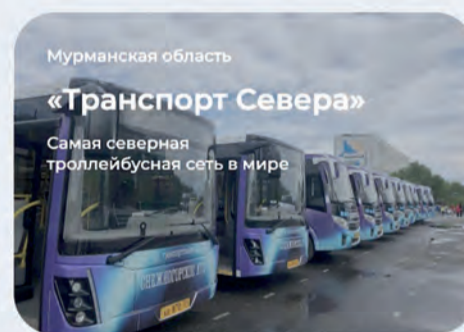 Мурманская область
«Транспорт Севера»
Самая северная
троллейбусная сеть в мире